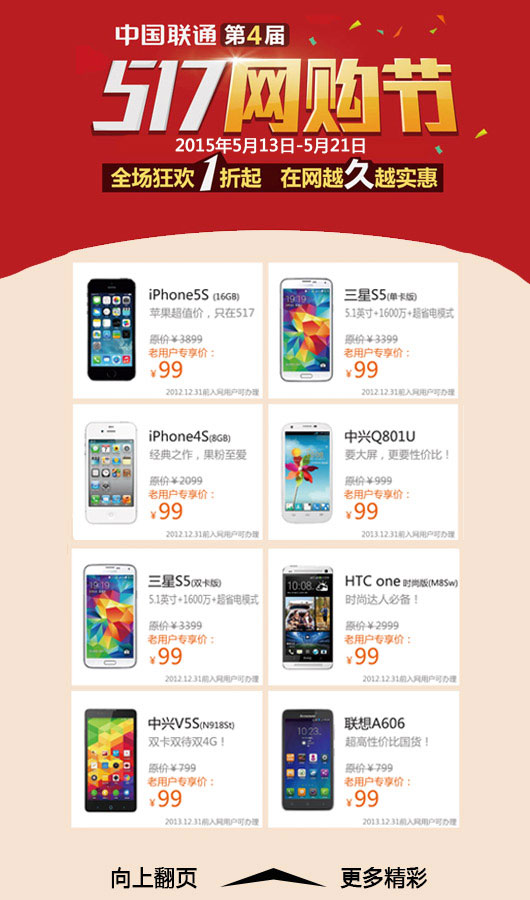 中国联通 第4届
517网购节
2015年5月13日-5月21日
全场狂欢1折起 在网越久越实惠
iPhone5S (16GB)
苹果超值价，只在517
原价￥3899
老用户专享价：
￥99
2012.12.31前入网用户可办理
三星S5(单卡版)
5.1英寸+1600万+超省电模式
原价￥3399
老用户专享价：
￥99
2012.12.31前入网用户可办理
iPhone4S(8GB)
经典之作，果粉至爱
原价￥2099
老用户专享价：
￥99
2012.12.31前入网用户可办理
中兴Q801U
要大屏，更要性价比！
原价￥999
老用户专享价：
￥99
2013.12.31前入网用户可办理
三星S5(双卡版)
5.1英寸+1600万+超省电模式
原价￥3399
老用户专享价：
￥99
2012.12.31前入网用户可办理
HTC one 时尚版(M8Sw)
时尚达人必备！
原价￥2999
老用户专享价：
￥99
2012.12.31前入网用户可办理
中兴V5S(N918St)
双卡双待双4G！
原价￥799
老用户专享价：
￥99
2013.12.31前入网用户可办理
联想A606
超高性价比国货！
原价￥799
老用户专享价：
￥99
2013.12.31前入网用户可办理
向上翻页 更多精彩